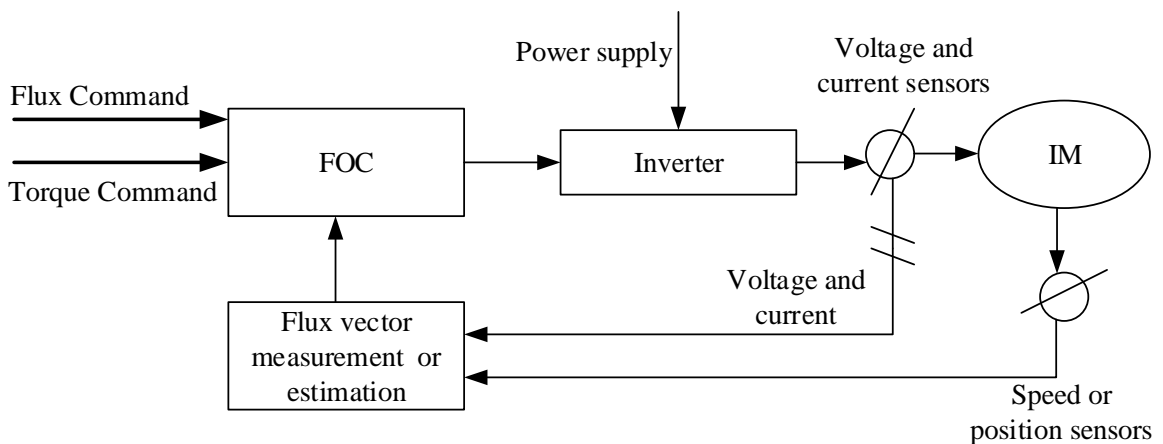 Power supply
Voltage and
current sensors
Flux Command
Torque Command
FOC
Inverter
IM
Voltage and
current
Flux vector
measurement or
estimation
Speed or
position sensors